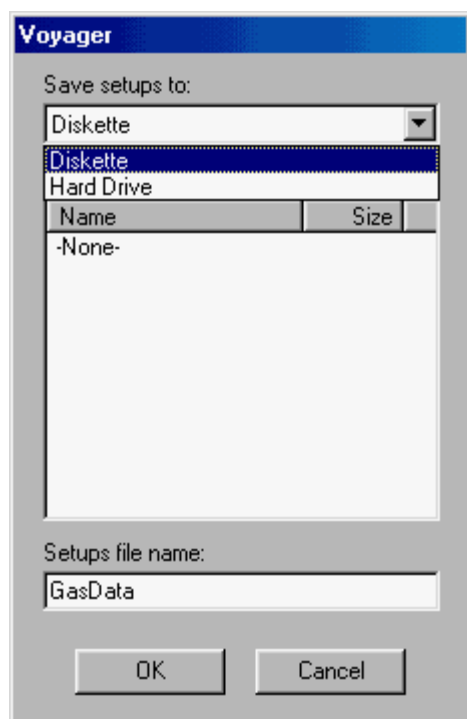 Voyager
Save setups to:
Diskette
Diskette
Hard Drive
Name Size
-None-
Setups file name:
GasData
OK Cancel